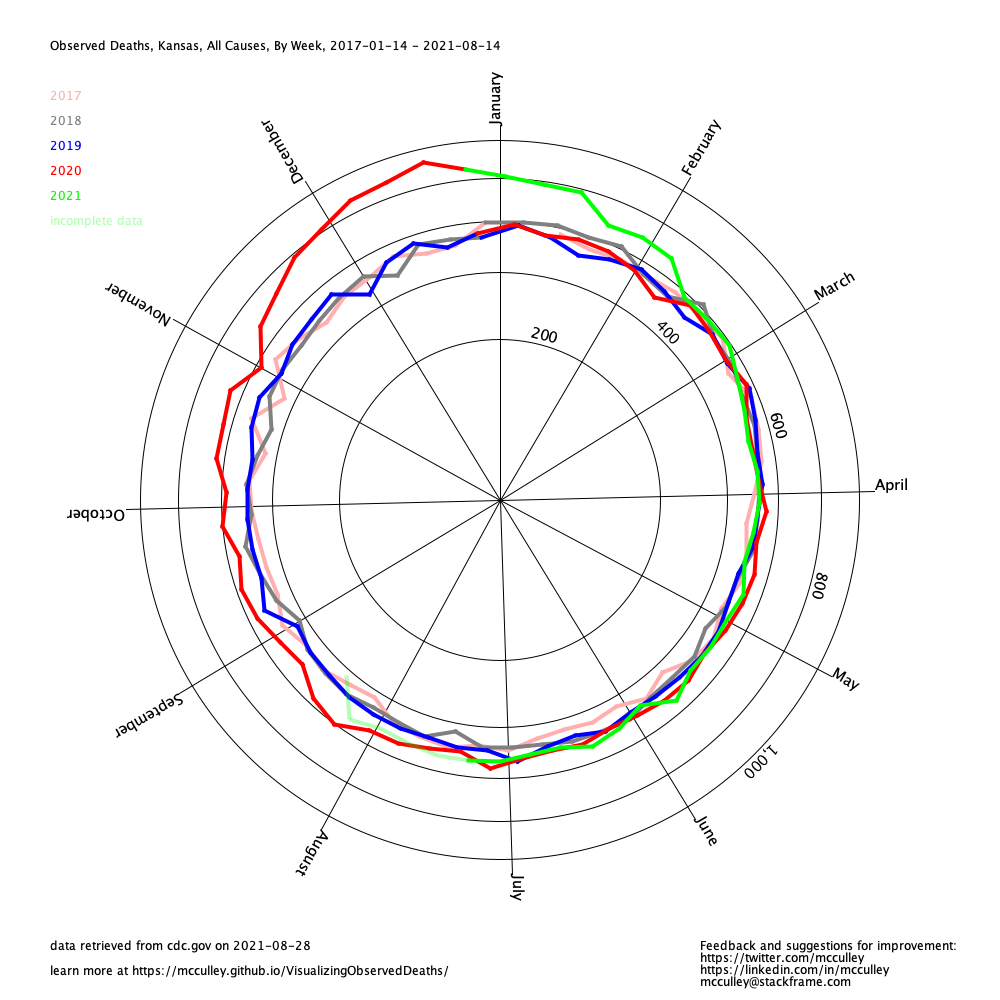 Observed Deaths, Kansas, All Causes, By Week, 2017-01-14 - 2021-08-14
2017
2018
2019
2020
2021
incomplete data
January
February
March
April
May
June
July
August
September
October
November
December
200
400
600
800
1,000
data retrieved from cdc.gov on 2021-08-28
learn more at https://mcculley.github.io/VisualizingObservedDeaths/
Feedback and suggestions for improvement:
https://twitter.com/mcculley
https://linkedin.com/in/mcculley
mcculley@stackframe.com